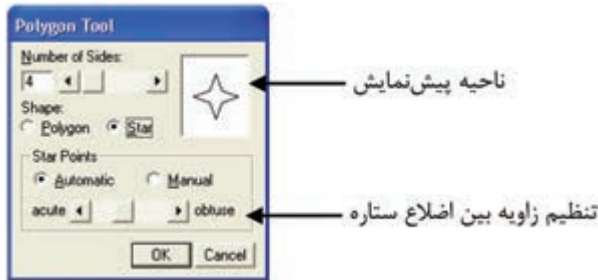 Polygon Tool
Number of Sides:
4
Shape:
Polygon Star
Star Points
Automatic Manual
acute obtuse
OK Cancel
ناحیه پیش‌نمایش
تنظیم زاویه بین اضلاع ستاره